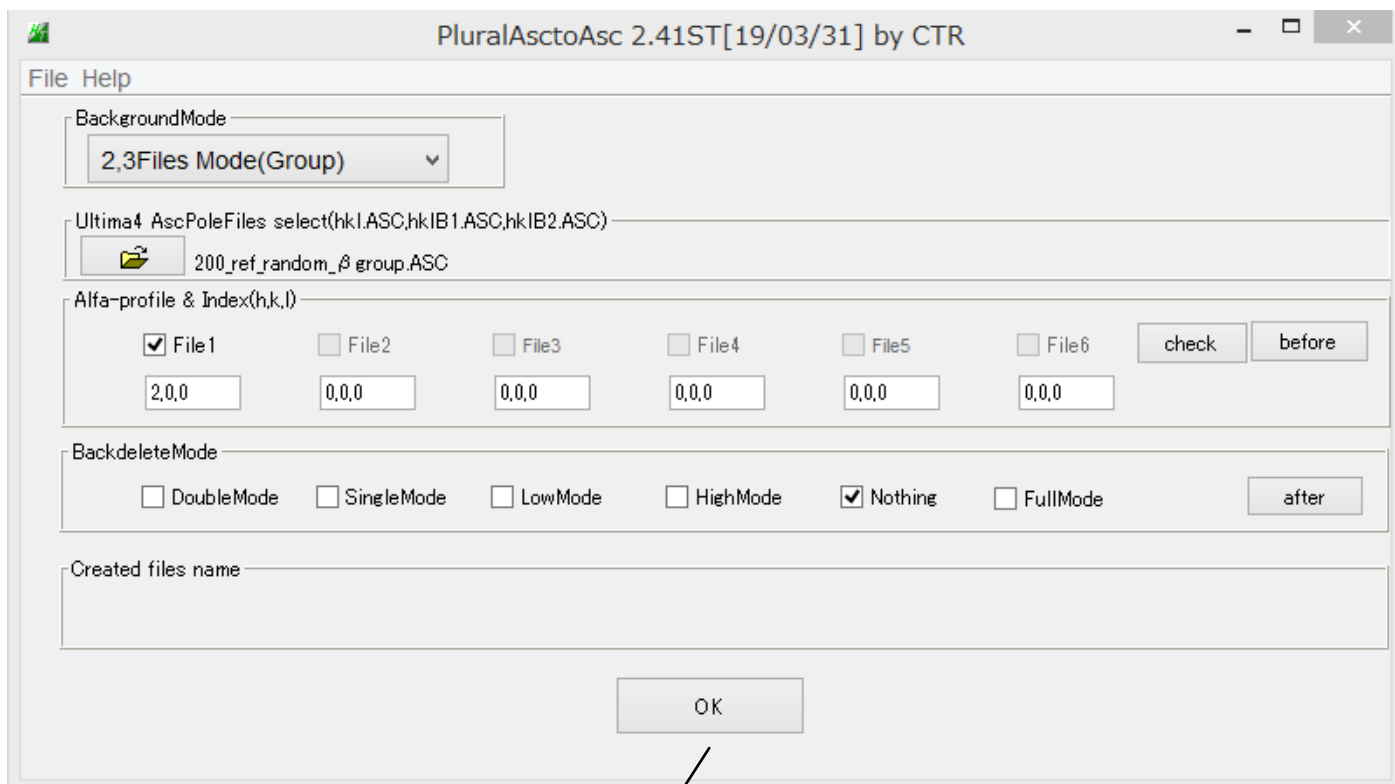 PluralAsctoAsc 2.41ST[19/03/31] by CTR
File Help
BackgroundMode
2,3Files Mode(Group)
Ultima4 AscPoleFiles select(hkl.ASC,hklB1.ASC,hklB2.ASC)
200_ref_random_βgroup.ASC
Alfa-profile & Index(h,k,l)
File1 File2 File3 File4 File5 File6 check before
2,0,0 0,0,0 0,0,0 0,0,0 0,0,0 0,0,0
BackdeleteMode
DoubleMode SingleMode LowMode HighMode Nothing FullMode after
Created files name
OK